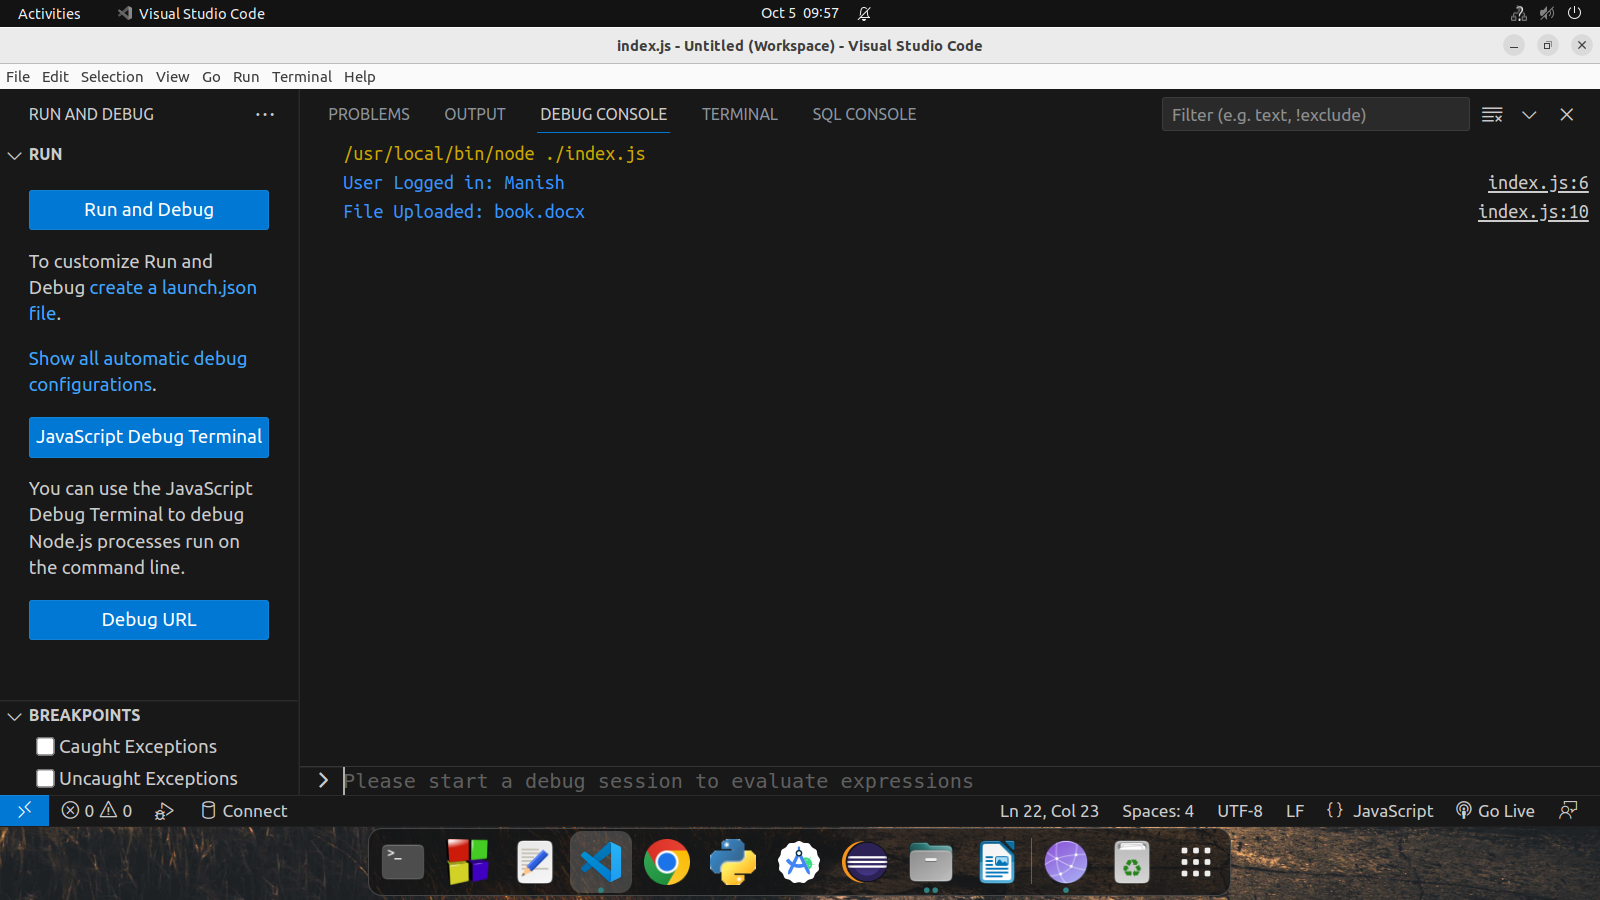 Activities
Visual Studio Code
Oct 5 09:57
index.js - Untitled (Workspace) - Visual Studio Code
File Edit Selection View Go Run Terminal Help
RUN AND DEBUG
PROBLEMS OUTPUT DEBUG CONSOLE TERMINAL SQL CONSOLE
Filter (e.g. text, !exclude)
RUN
Run and Debug
To customize Run and
Debug create a launch.json
file.
Show all automatic debug
configurations.
JavaScript Debug Terminal
You can use the JavaScript
Debug Terminal to debug
Node.js processes run on
the command line.
Debug URL
BREAKPOINTS
Caught Exceptions
Uncaught Exceptions
/usr/local/bin/node ./index.js
User Logged in: Manish index.js:6
File Uploaded: book.docx index.js:10
Please start a debug session to evaluate expressions
0 0 Connect
Ln 22, Col 23 Spaces: 4 UTF-8 LF {} JavaScript Go Live